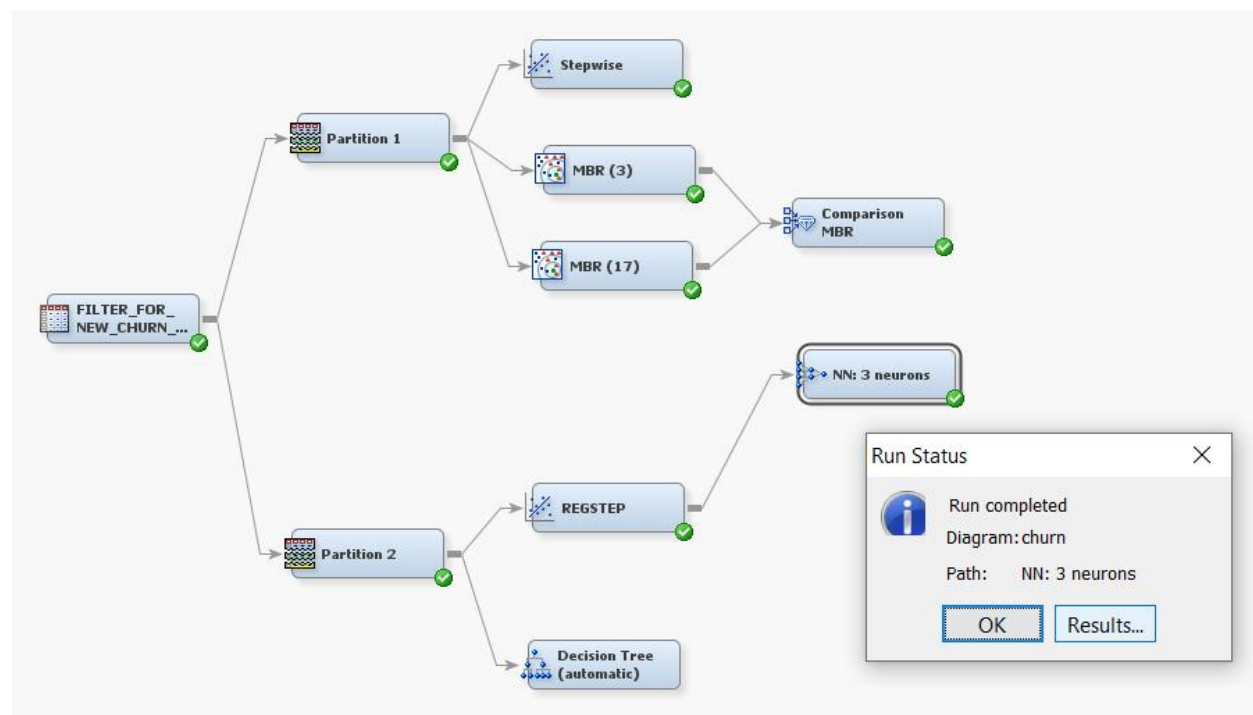 Stepwise
Partition 1
MBR (3)
Comparison
MBR
MBR (17)
FILTER_FOR_
NEW_CHURN_...
NN: 3 neurons
Run Status
Run completed
Diagram: churn
Path: NN: 3 neurons
OK Results...
REGSTEP
Partition 2
Decision Tree
(automatic)